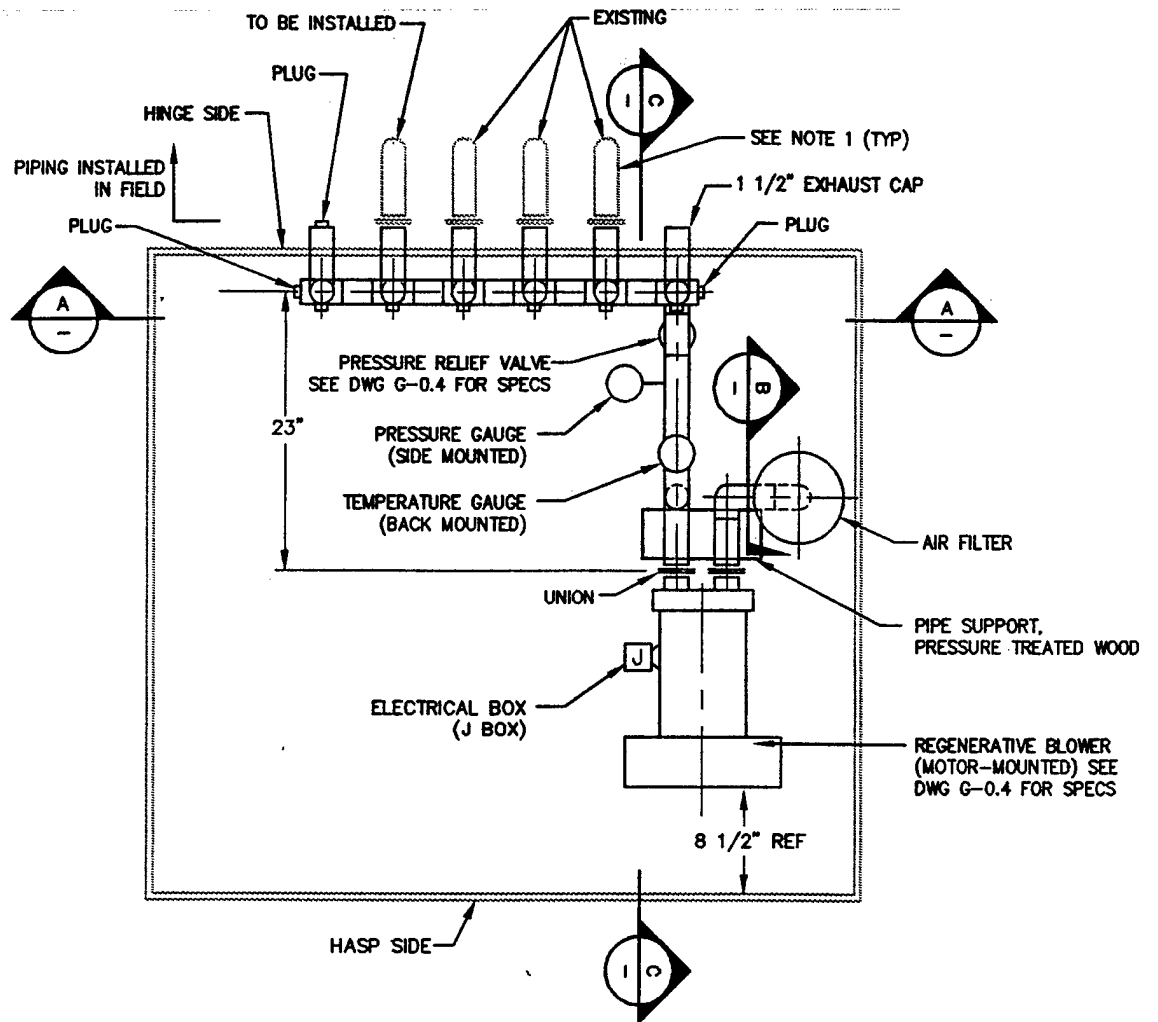 TO BE INSTALLED
EXISTING
PLUG
C
–
HINGE SIDE
SEE NOTE 1 (TYP)
PIPING INSTALLED
IN FIELD
1 1/2" EXHAUST CAP
PLUG
PLUG
A
–
A
–
PRESSURE RELIEF VALVE
SEE DWG G-0.4 FOR SPECS
B
–
23"
PRESSURE GAUGE
(SIDE MOUNTED)
TEMPERATURE GAUGE
(BACK MOUNTED)
AIR FILTER
UNION
PIPE SUPPORT,
PRESSURE TREATED WOOD
J
ELECTRICAL BOX
(J BOX)
REGENERATIVE BLOWER
(MOTOR-MOUNTED) SEE
DWG G-0.4 FOR SPECS
8 1/2" REF
HASP SIDE
C
–